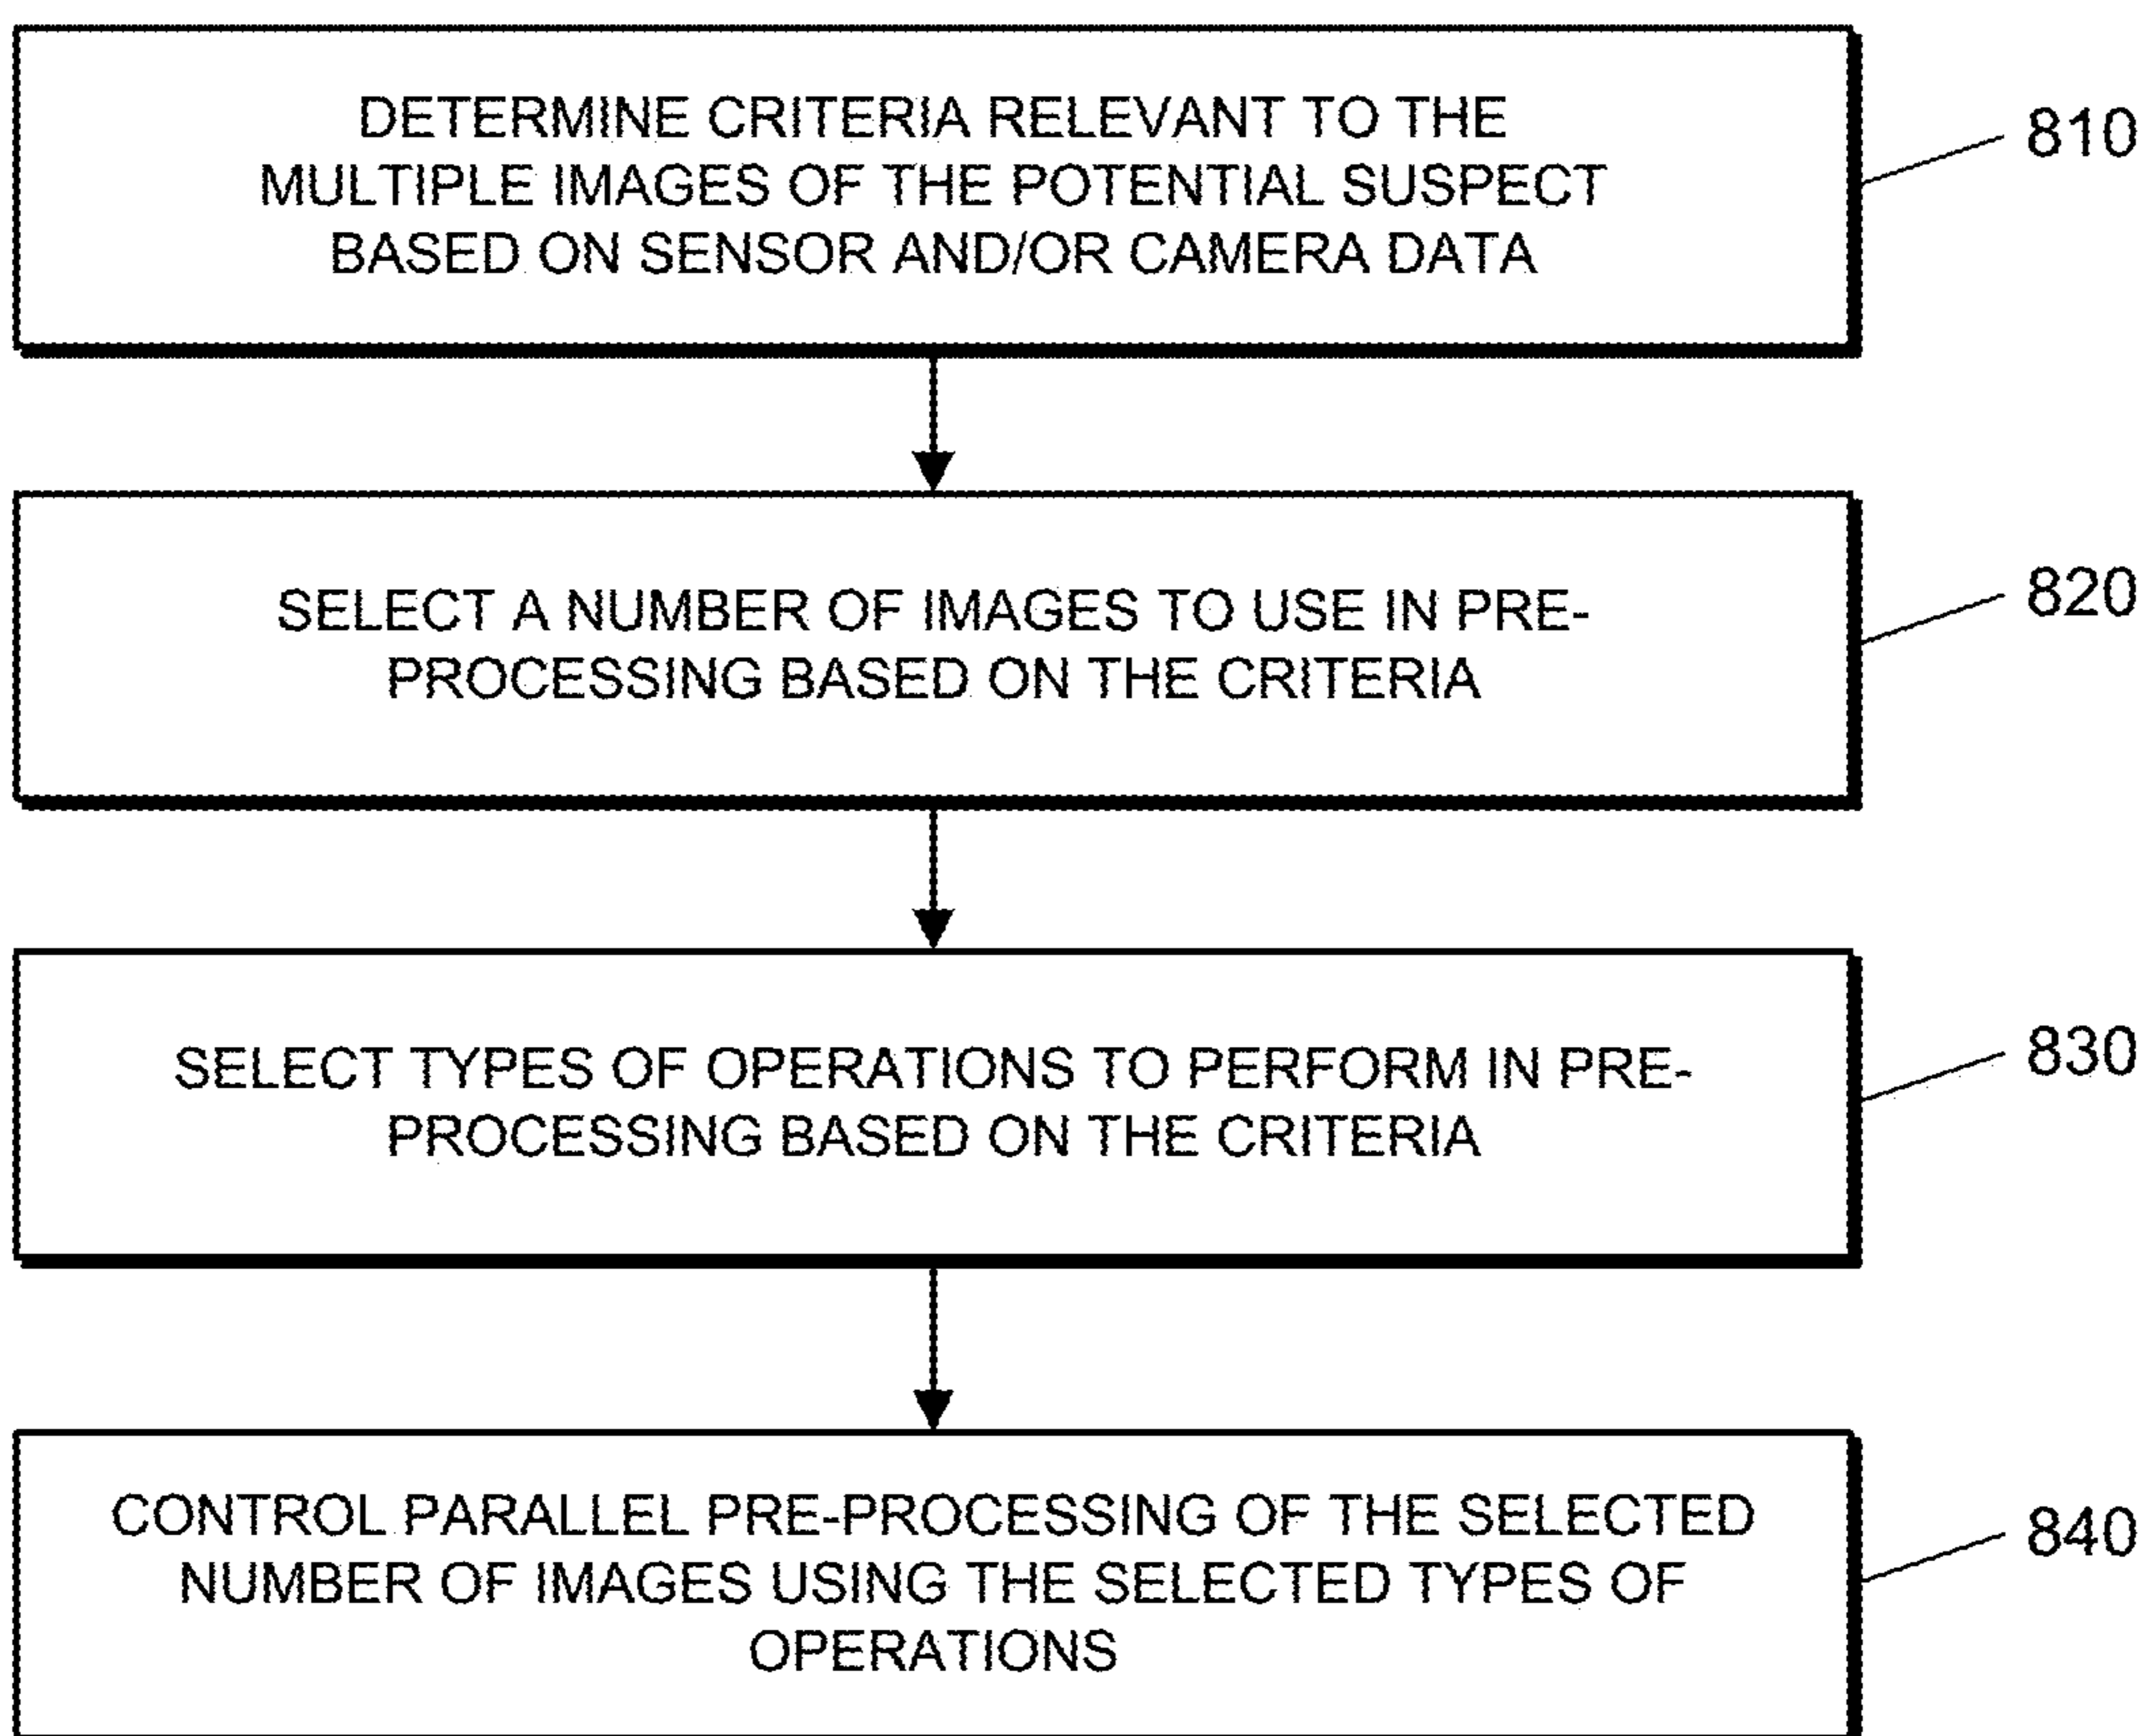 DETERMINE CRITERIA RELEVANT TO THE
MULTIPLE IMAGES OF THE POTENTIAL SUSPECT
BASED ON SENSOR AND/OR CAMERA DATA
810
SELECT A NUMBER OF IMAGES TO USE IN PRE-
PROCESSING BASED ON THE CRITERIA
820
SELECT TYPES OF OPERATIONS TO PERFORM IN PRE-
PROCESSING BASED ON THE CRITERIA
830
CONTROL PARALLEL PRE-PROCESSING OF THE SELECTED
NUMBER OF IMAGES USING THE SELECTED TYPES OF
OPERATIONS
840